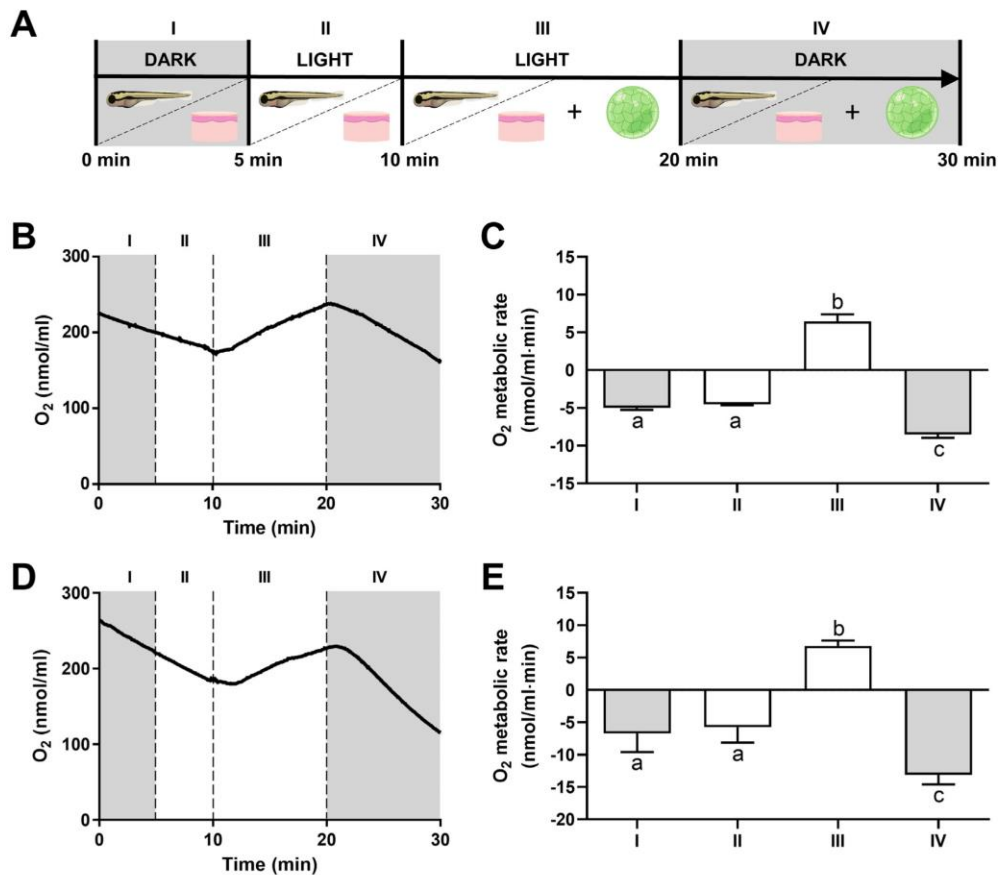 A
I II III IV
DARK LIGHT LIGHT DARK
+ +
0 min 5 min 10 min 20 min 30 min
B
I II III IV
300
200
100
0
O2 (nmol/ml)
0 10 20 30
Time (min)
C
15
10
5
0
-5
-10
-15
O2 metabolic rate
(nmol/ml·min)
b
a a
c
I II III IV
D
I II III IV
300
200
100
0
O2 (nmol/ml)
0 10 20 30
Time (min)
E
15
10
5
0
-5
-10
-15
-20
O2 metabolic rate
(nmol/ml·min)
b
a a
c
I II III IV